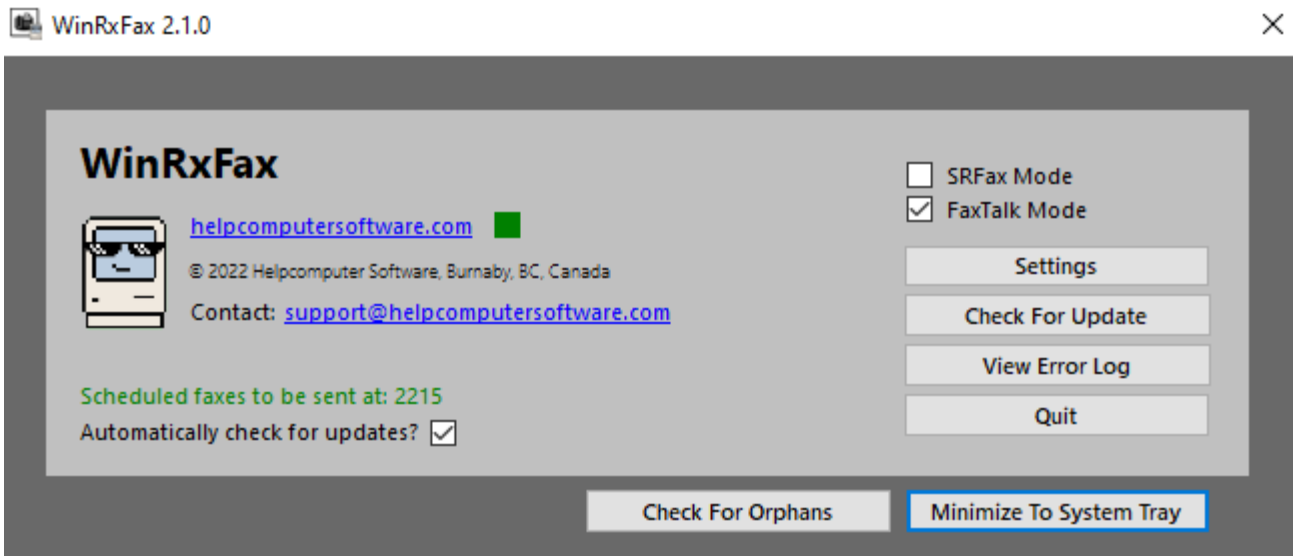 WinRxFax 2.1.0
WinRxFax
helpcomputersoftware.com
© 2022 Helpcomputer Software, Burnaby, BC, Canada
Contact: support@helpcomputersoftware.com
Scheduled faxes to be sent at: 2215
Automatically check for updates?
SRFax Mode
FaxTalk Mode
Settings
Check For Update
View Error Log
Quit
Check For Orphans
Minimize To System Tray